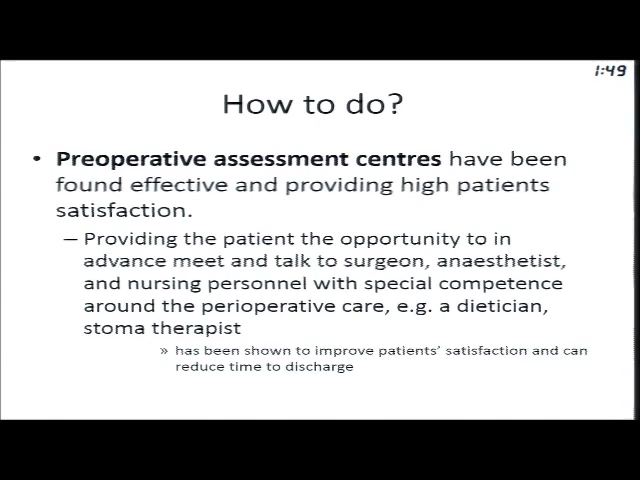 1:49
How to do?
• Preoperative assessment centres have been
found effective and providing high patients
satisfaction.
– Providing the patient the opportunity to in
advance meet and talk to surgeon, anaesthetist,
and nursing personnel with special competence
around the perioperative care, e.g. a dietician,
stoma therapist
» has been shown to improve patients' satisfaction and can
reduce time to discharge